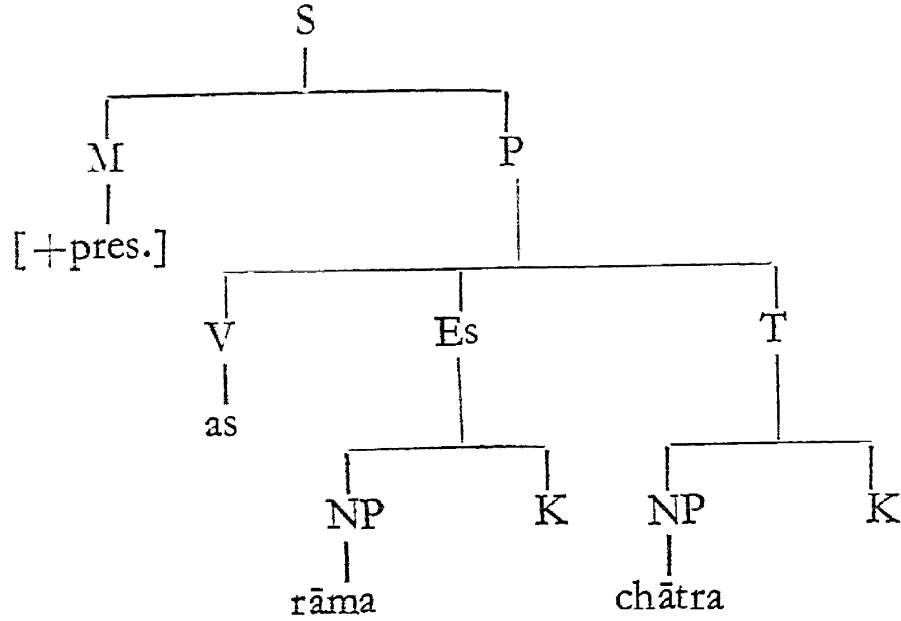 S
M P
[+pres.]
V Es T
as
NP K NP K
rāma chātra